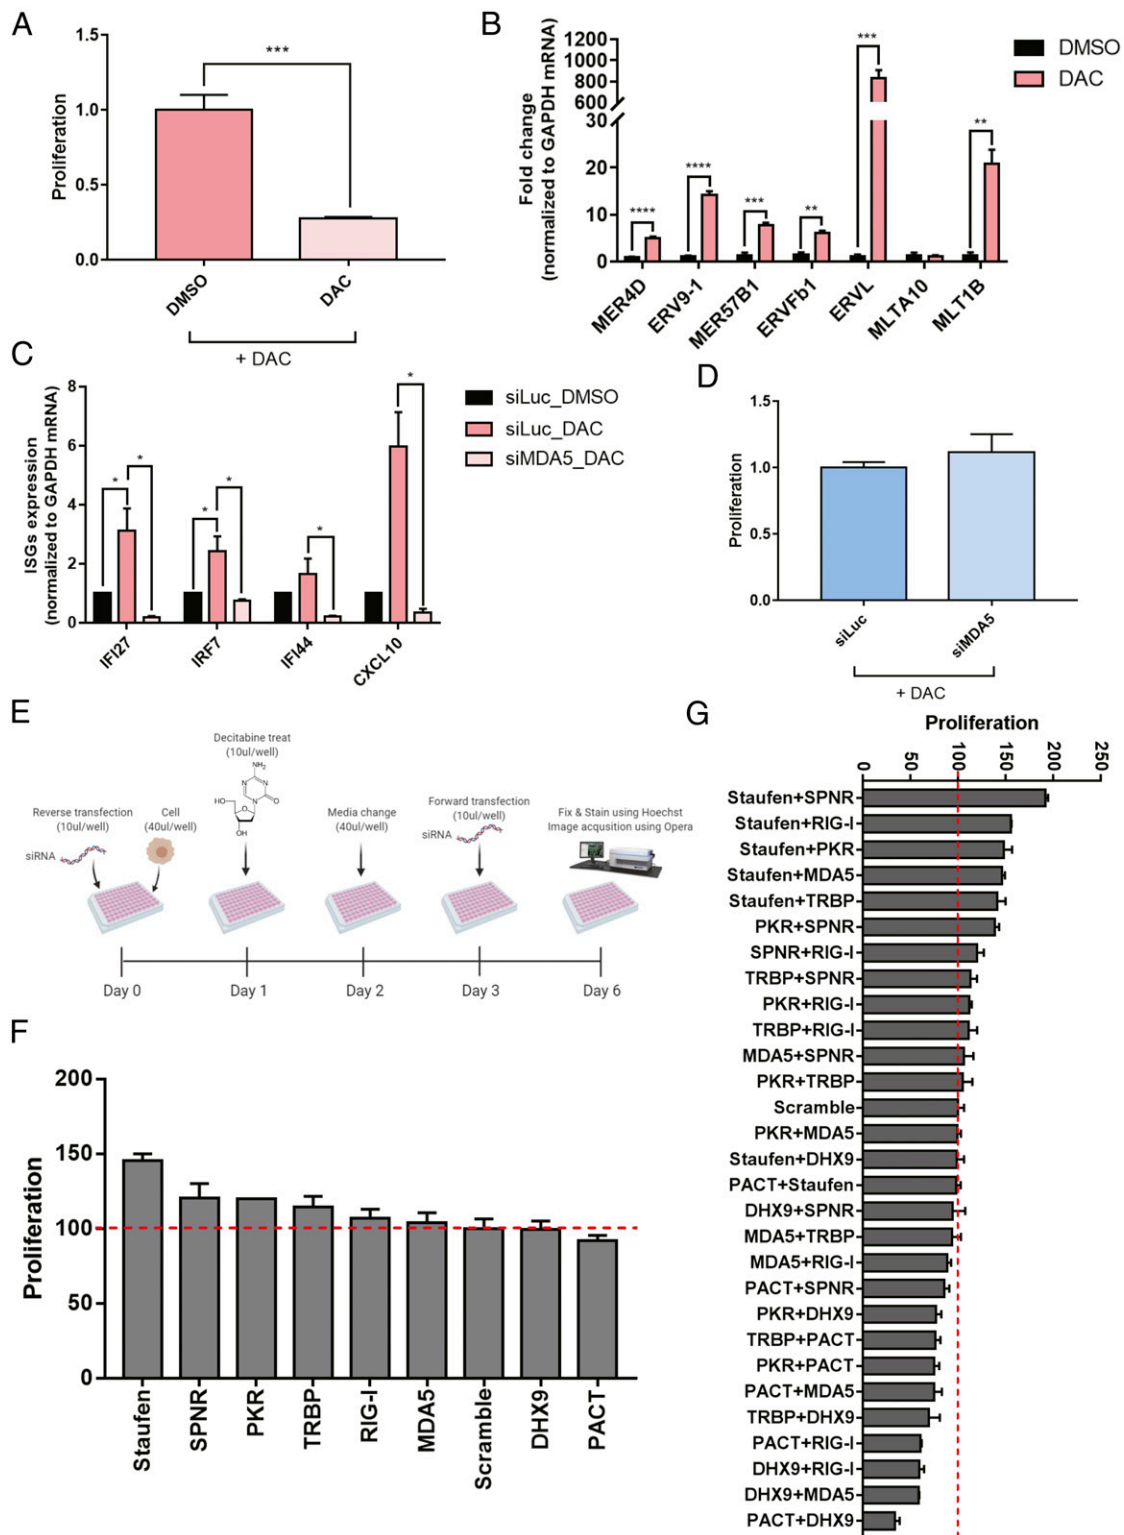 A
1.5
1.0
0.5
0.0
Proliferation
***
DMSO
DAC
+ DAC
B
DMSO
DAC
Fold change
(normalized to GAPDH mRNA)
1200
1000
800
600
30
20
10
0
****
****
***
**
***
**
MER4D
ERV9-1
MER57B1
ERVFb1
ERVL
MLTA10
MLT1B
C
ISGs expression
(normalized to GAPDH mRNA)
8
6
4
2
0
*
*
*
*
*
*
IFI27
IRF7
IFI44
CXCL10
siLuc_DMSO
siLuc_DAC
siMDA5_DAC
D
Proliferation
1.5
1.0
0.5
0.0
siLuc
siMDA5
+ DAC
E
Reverse transfection
(10ul/well)
siRNA
Cell
(40ul/well)
Decitabine treat
(10ul/well)
NH2
N
N
HO
O
N
O
OH
Media change
(40ul/well)
Forward transfection
(10ul/well)
siRNA
Fix & Stain using Hoechst
Image acqusition using Opera
Day 0
Day 1
Day 2
Day 3
Day 6
F
Proliferation
200
150
100
50
0
Staufen
SPNR
PKR
TRBP
RIG-I
MDA5
Scramble
DHX9
PACT
G
Proliferation
0
50
100
150
200
250
Staufen+SPNR
Staufen+RIG-I
Staufen+PKR
Staufen+MDA5
Staufen+TRBP
PKR+SPNR
SPNR+RIG-I
TRBP+SPNR
PKR+RIG-I
TRBP+RIG-I
MDA5+SPNR
PKR+TRBP
Scramble
PKR+MDA5
Staufen+DHX9
PACT+Staufen
DHX9+SPNR
MDA5+TRBP
MDA5+RIG-I
PACT+SPNR
PKR+DHX9
TRBP+PACT
PKR+PACT
PACT+MDA5
TRBP+DHX9
PACT+RIG-I
DHX9+RIG-I
DHX9+MDA5
PACT+DHX9